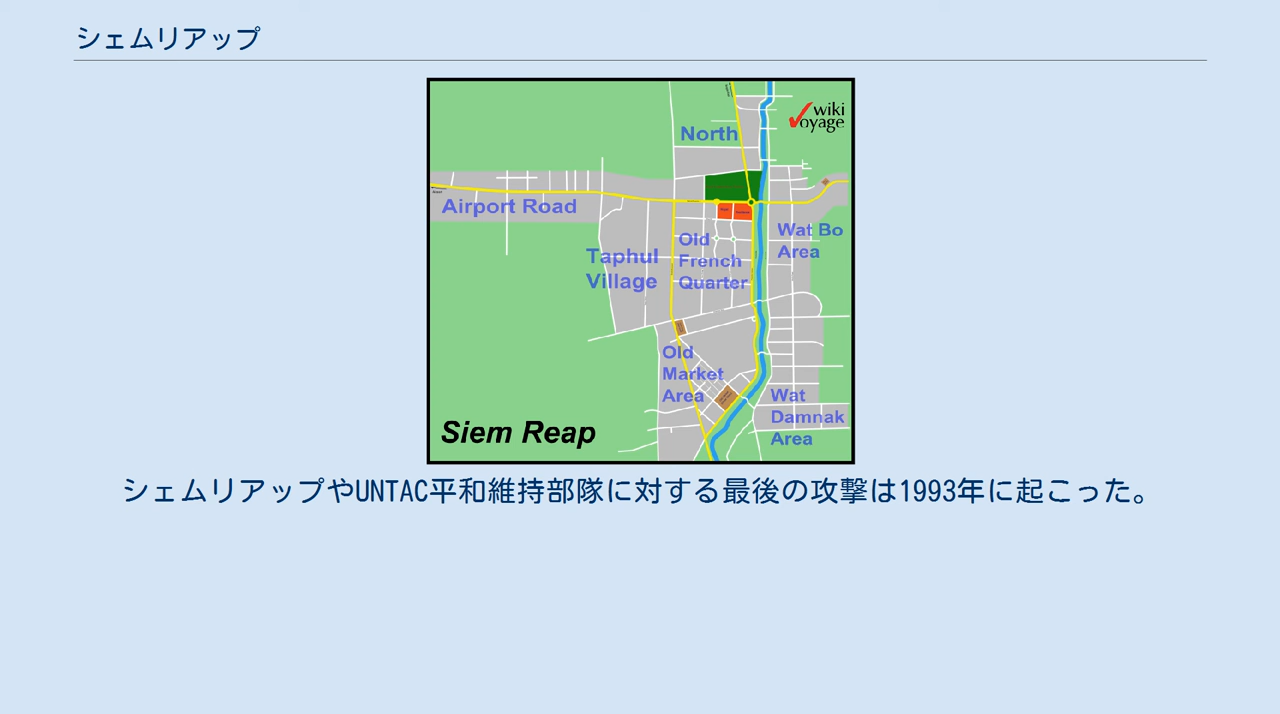 シェムリアップ
wiki
voyage
North
Airport Road
Wat Bo
Area
Old
French
Quarter
Taphul
Village
Old
Market
Area
Wat
Damnak
Area
Siem Reap
シェムリアップやUNTAC平和維持部隊に対する最後の攻撃は1993年に起こった。